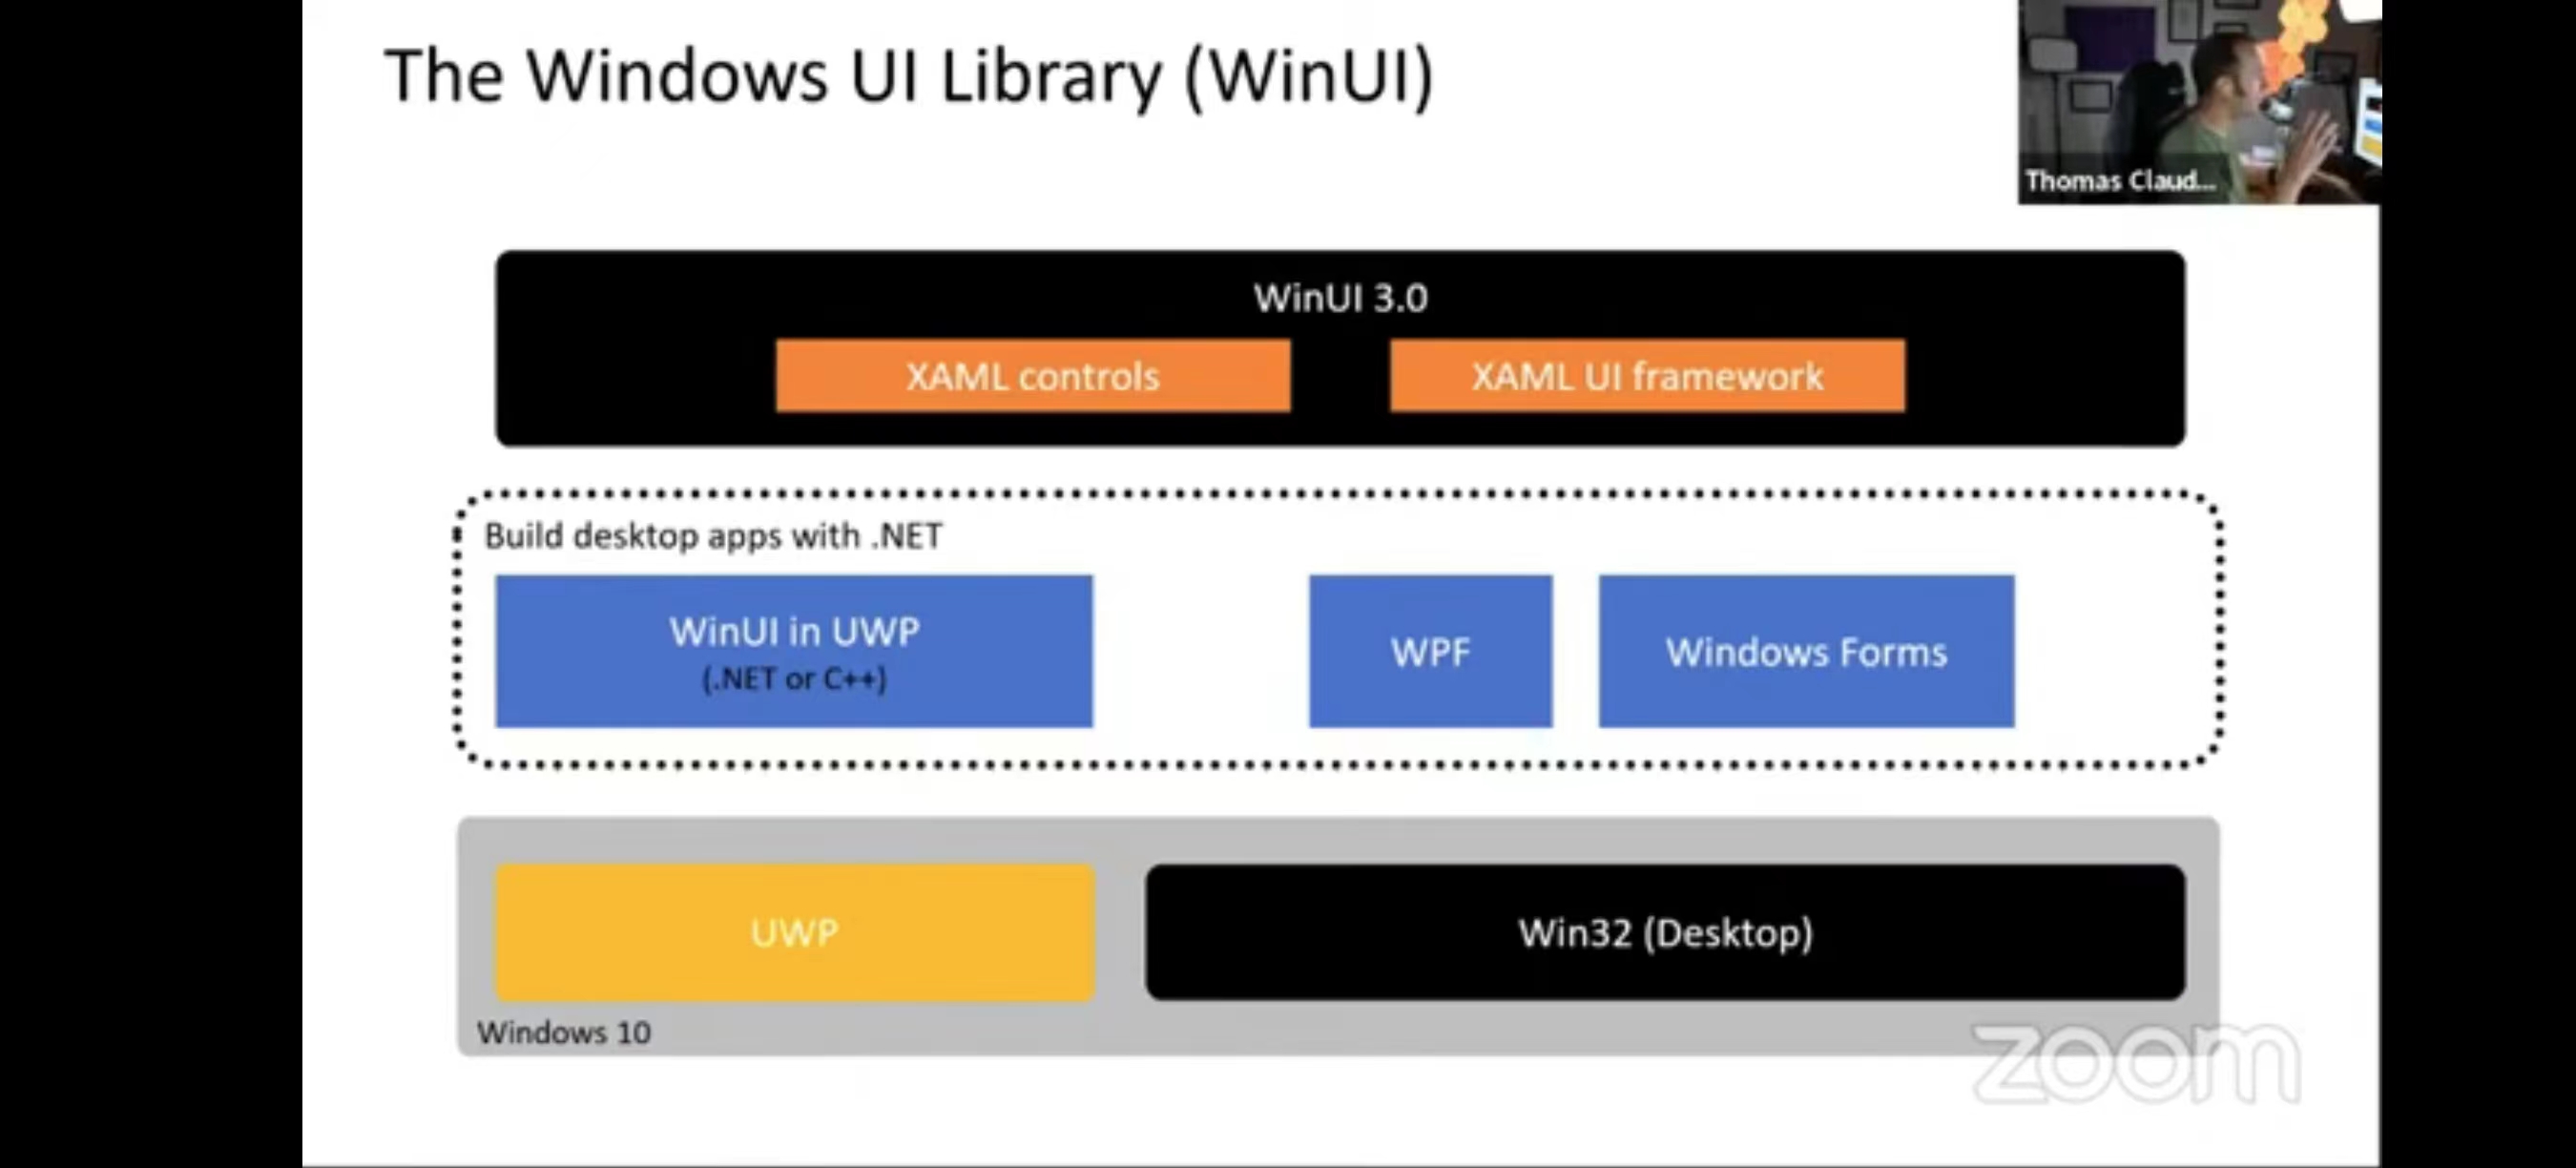 The Windows UI Library (WinUI)
Thomas Claud...
WinUI 3.0
XAML controls
XAML UI framework
Build desktop apps with .NET
WinUI in UWP
(.NET or C++)
WPF
Windows Forms
UWP
Win32 (Desktop)
Windows 10
zoom